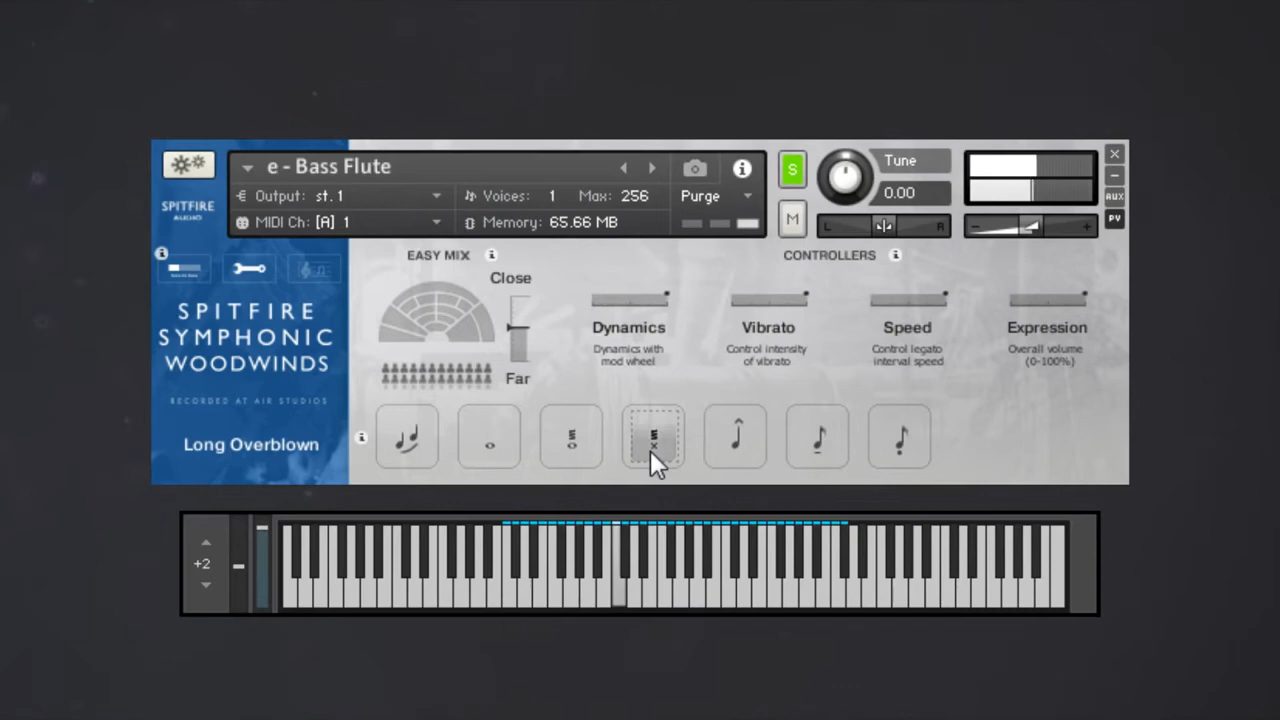 e - Bass Flute
S
Tune
X
Output: st.1
Voices: 1 Max: 256
Purge
0.00
AUX
SPITFIRE
AUDIO
MIDI Ch: [A] 1
Memory: 65.66 MB
M
L R
- +
PV
EASY MIX
CONTROLLERS
Close
SPITFIRE
SYMPHONIC
WOODWINDS
Dynamics
Vibrato
Speed
Expression
Dynamics with
mod wheel
Control intensity
of vibrato
Control legato
interval speed
Overall volume
(0-100%)
Far
RECORDED AT AIR STUDIOS
Long Overblown
+2